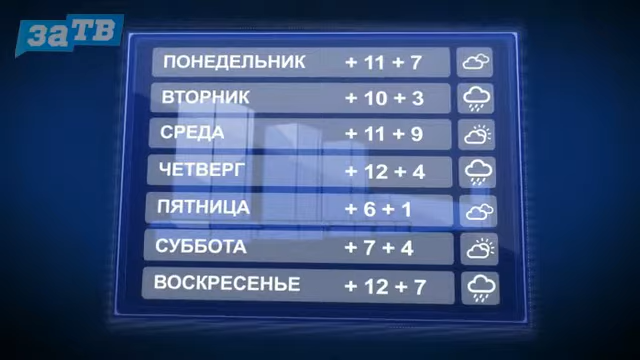 заТВ
ПОНЕДЕЛЬНИК + 11 + 7
ВТОРНИК + 10 + 3
СРЕДА + 11 + 9
ЧЕТВЕРГ + 12 + 4
ПЯТНИЦА + 6 + 1
СУББОТА + 7 + 4
ВОСКРЕСЕНЬЕ + 12 + 7